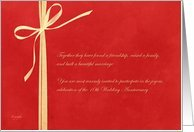 Together they have found a friendship, raised a family,
and built a beautiful marriage.
You are most warmly invited to participate in the joyous
celebration of the 10th Wedding Anniversary